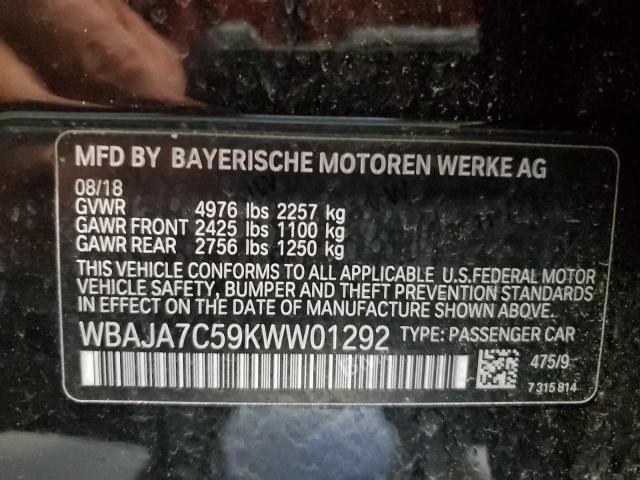 MFD BY BAYERISCHE MOTOREN WERKE AG
08/18
GVWR 4976 lbs 2257 kg
GAWR FRONT 2425 lbs 1100 kg
GAWR REAR 2756 lbs 1250 kg
THIS VEHICLE CONFORMS TO ALL APPLICABLE U.S.FEDERAL MOTOR
VEHICLE SAFETY, BUMPER AND THEFT PREVENTION STANDARDS
IN EFFECT ON THE DATE OF MANUFACTURE SHOWN ABOVE.
WBAJA7C59KWW01292 TYPE: PASSENGER CAR
475/9
7 315 814